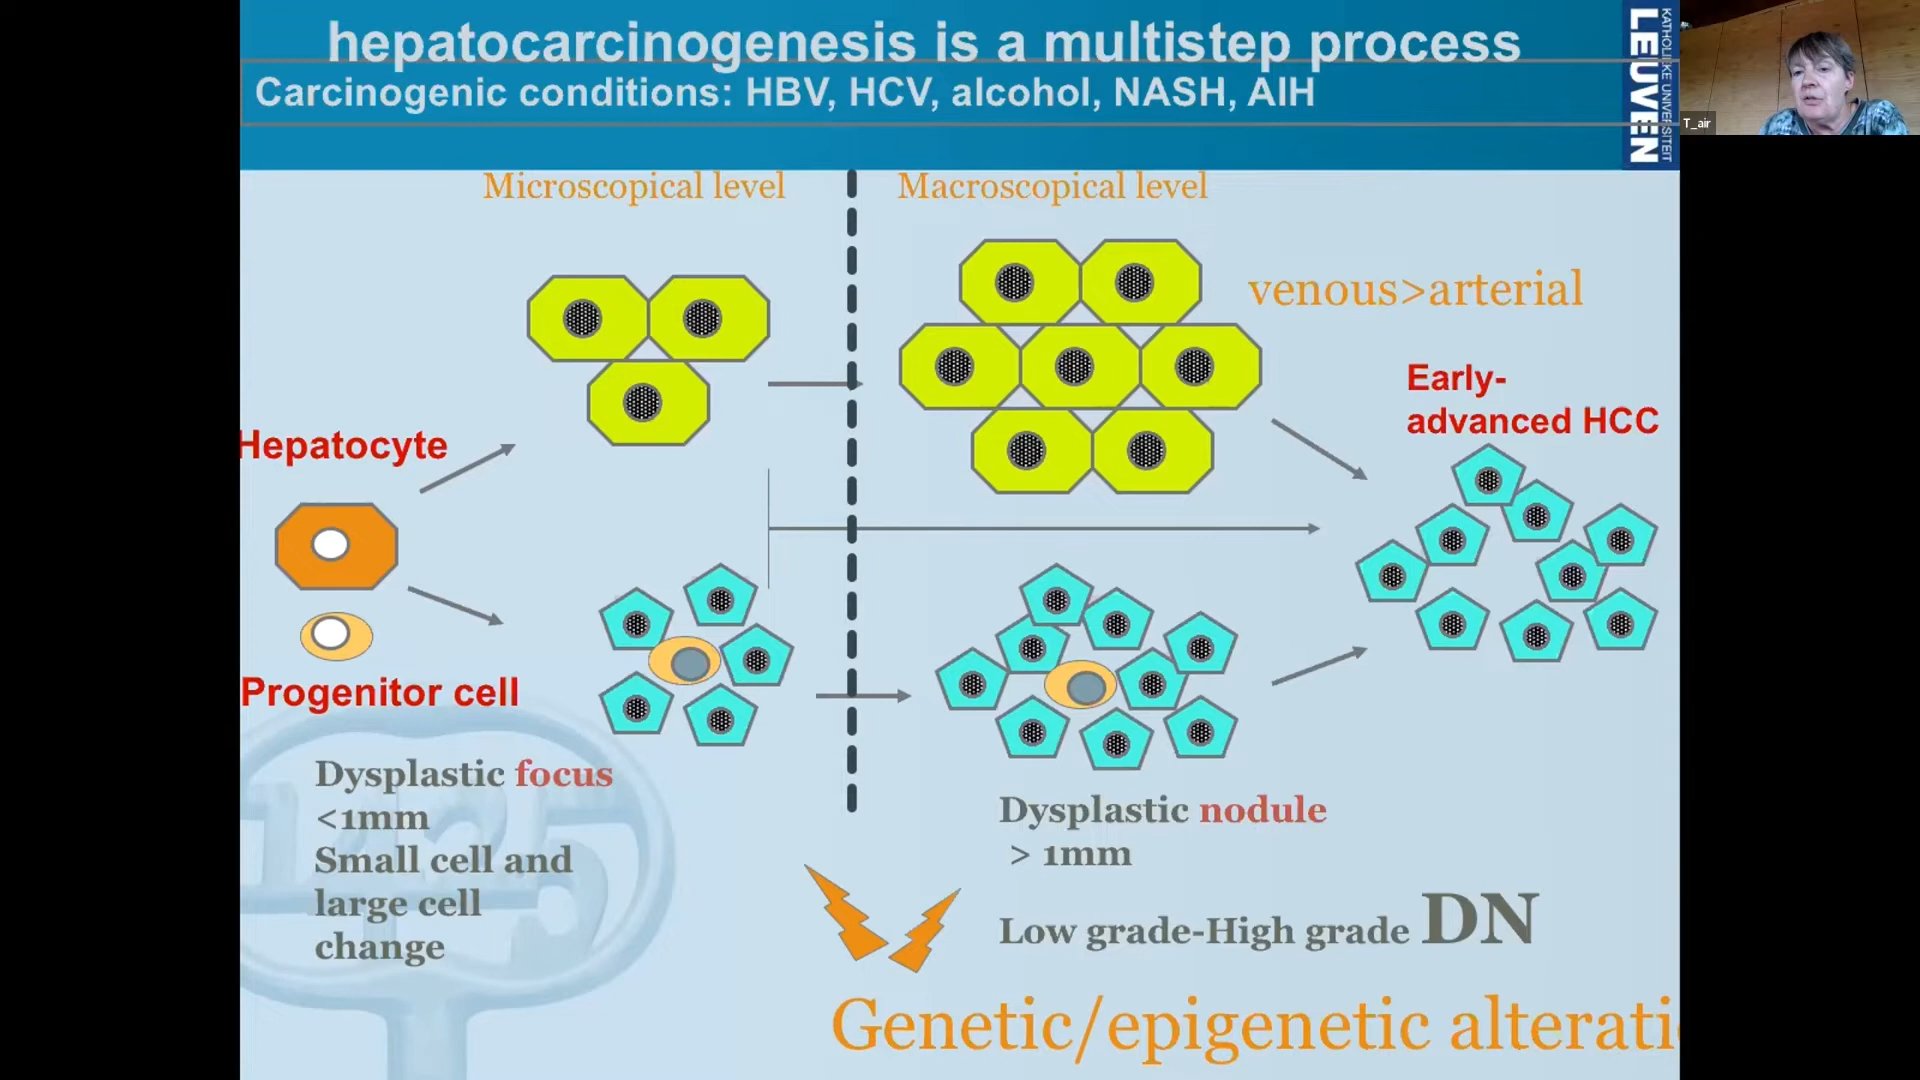 hepatocarcinogenesis is a multistep process
Carcinogenic conditions: HBV, HCV, alcohol, NASH, AIH
KATHOLIEKE UNIVERSITEIT
LEUVEN
T_air
Microscopical level
Macroscopical level
venous>arterial
Early-
advanced HCC
Hepatocyte
Progenitor cell
Dysplastic focus
<1mm
Small cell and
large cell
change
Dysplastic nodule
> 1mm
Low grade-High grade DN
Genetic/epigenetic alterati